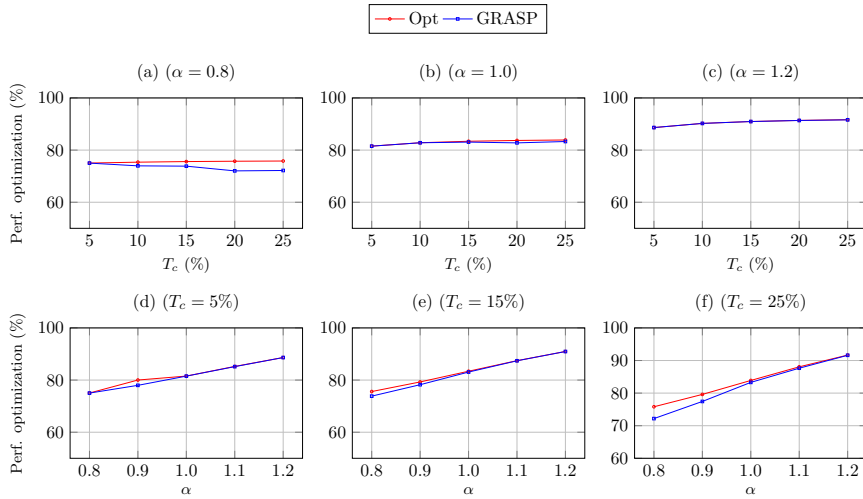 Opt GRASP
(a) (α = 0.8)
(b) (α = 1.0)
(c) (α = 1.2)
Perf. optimization (%)
100
80
60
5 10 15 20 25
T_c (%)
100
80
60
5 10 15 20 25
T_c (%)
100
80
60
5 10 15 20 25
T_c (%)
(d) (T_c = 5%)
(e) (T_c = 15%)
(f) (T_c = 25%)
Perf. optimization (%)
100
80
60
0.8 0.9 1.0 1.1 1.2
α
100
80
60
0.8 0.9 1.0 1.1 1.2
α
100
90
80
70
60
0.8 0.9 1.0 1.1 1.2
α